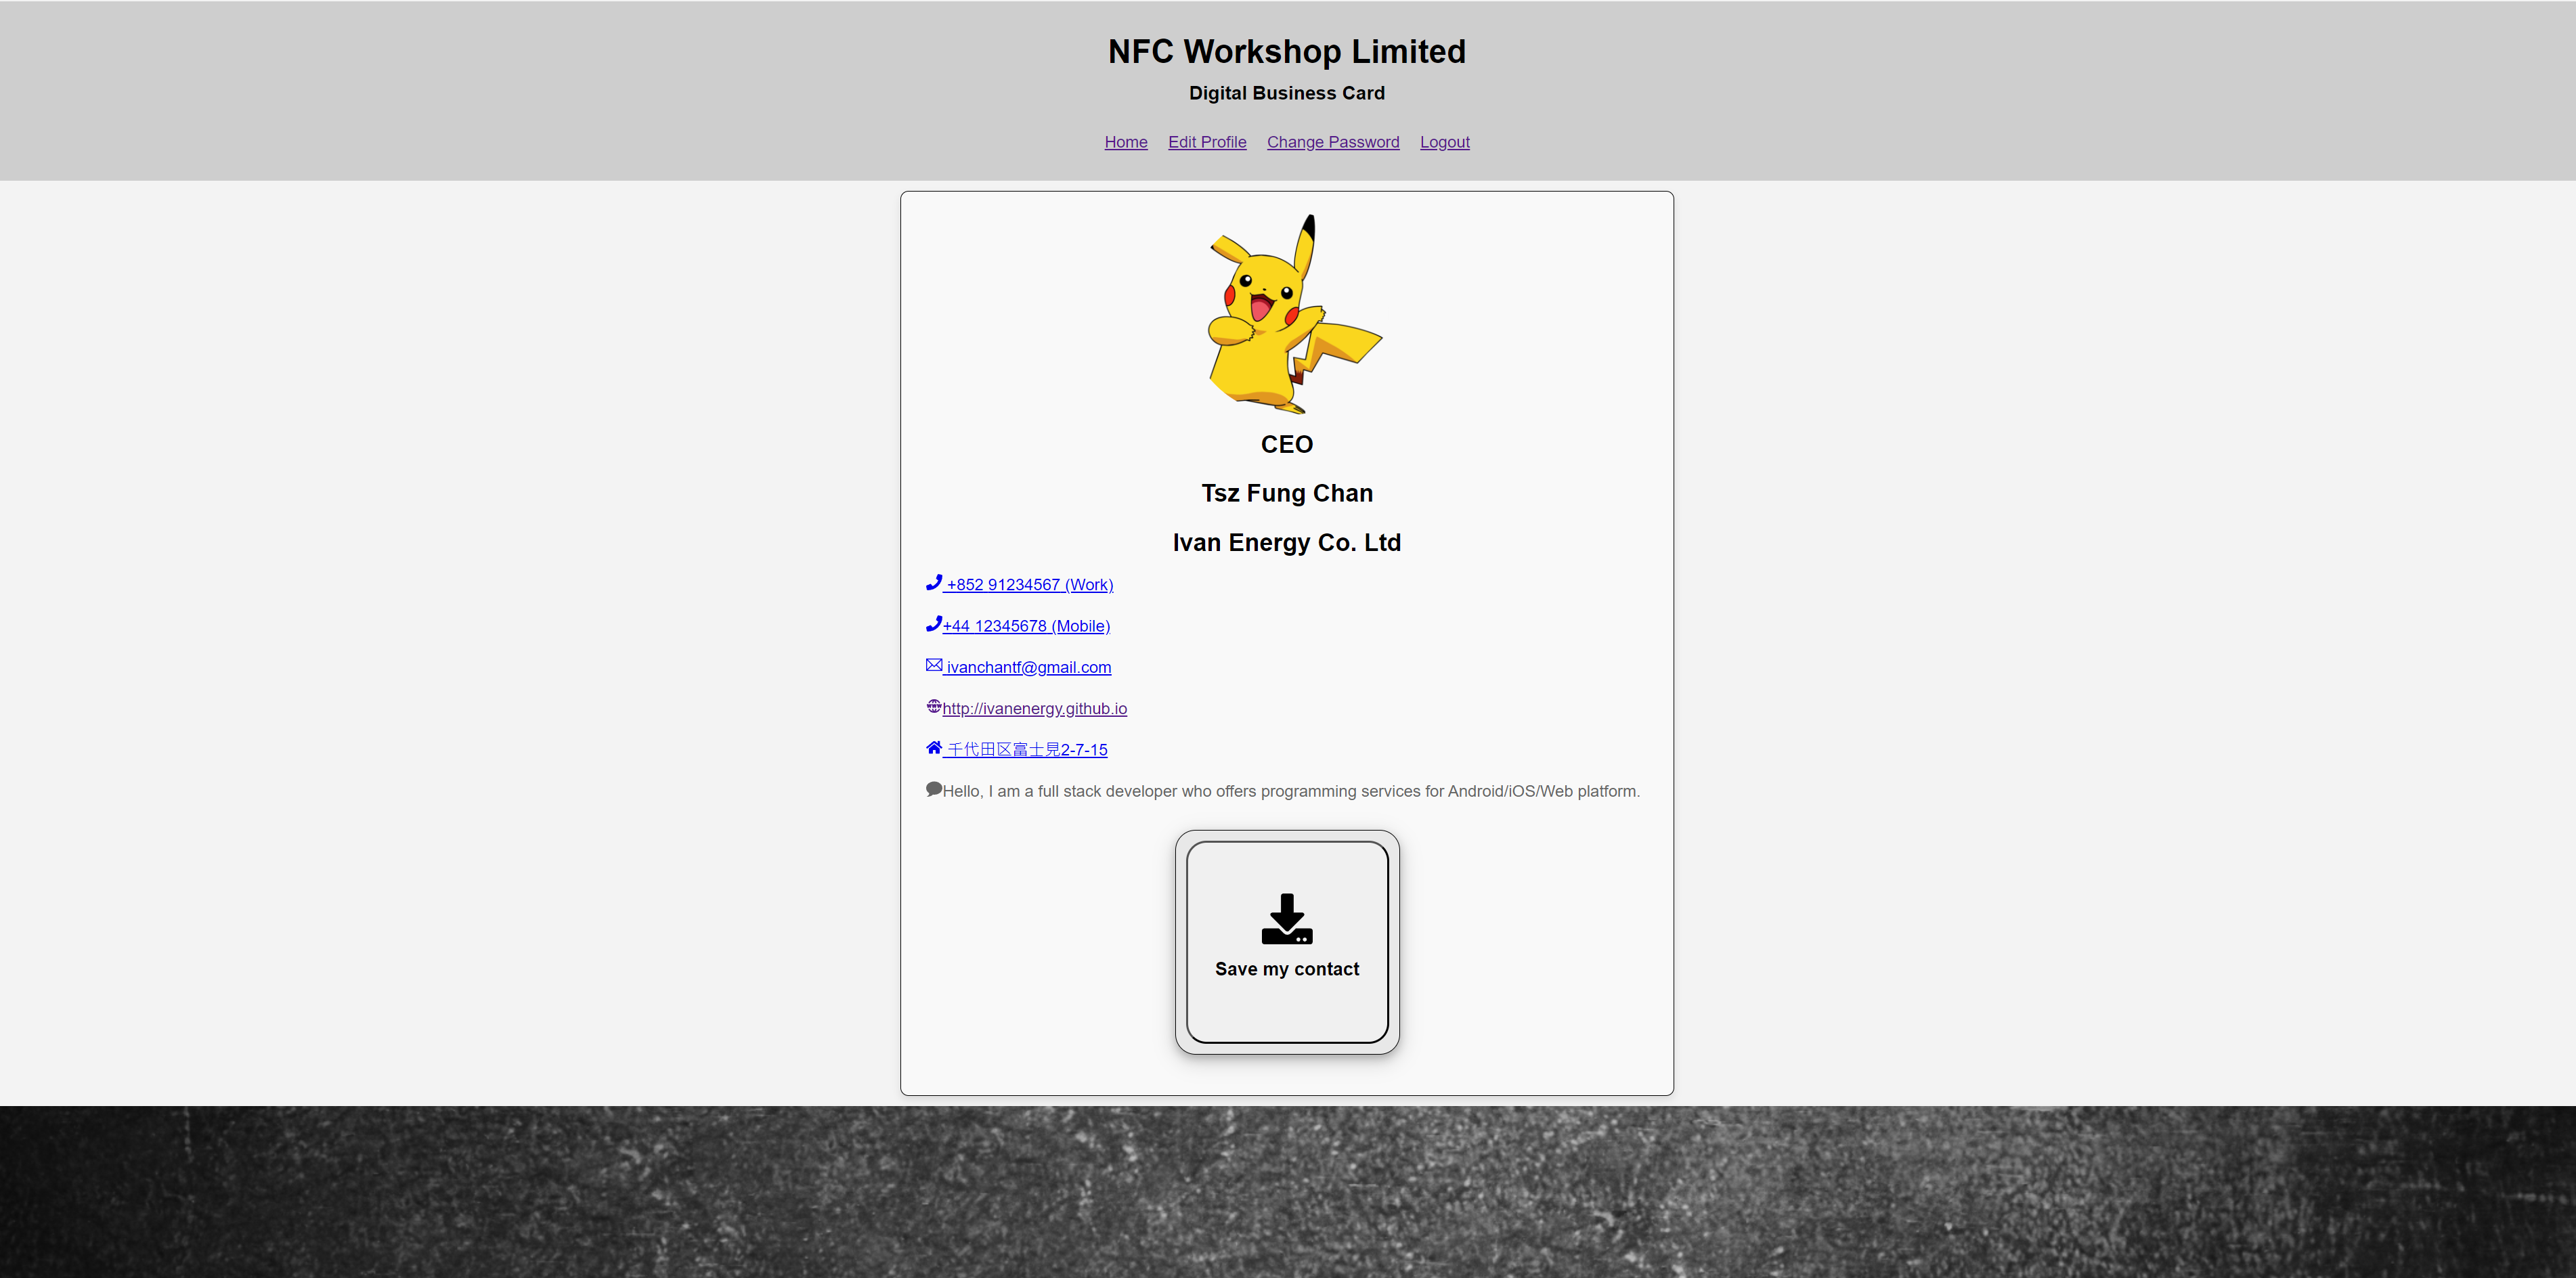 NFC Workshop Limited
Digital Business Card
Home Edit Profile Change Password Logout
CEO
Tsz Fung Chan
Ivan Energy Co. Ltd
+852 91234567 (Work)
+44 12345678 (Mobile)
ivanchantf@gmail.com
http://ivanenergy.github.io
千代田区富士見2-7-15
Hello, I am a full stack developer who offers programming services for Android/iOS/Web platform.
Save my contact